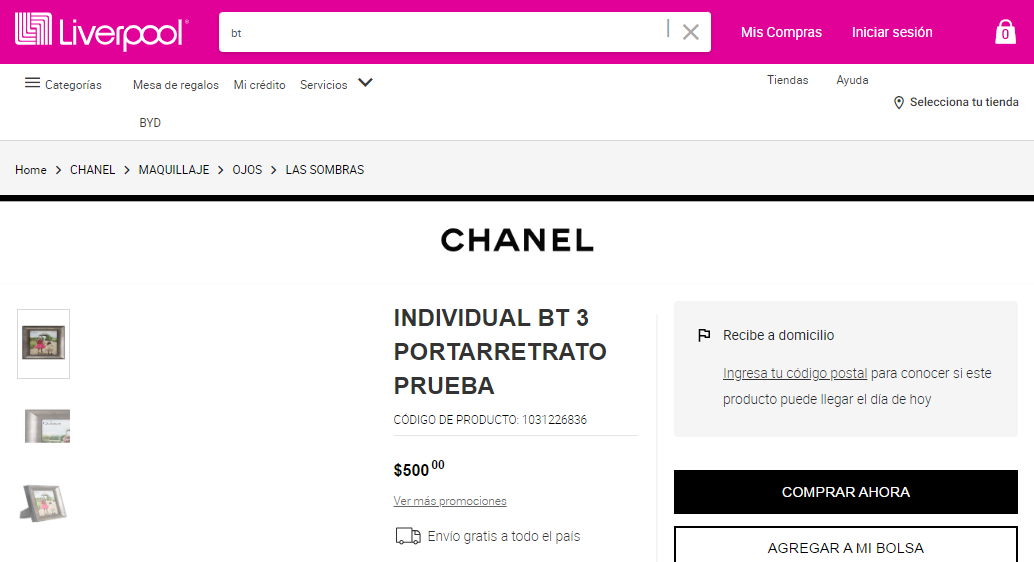 Liverpool
bt
Mis Compras
Iniciar sesión
0
Categorías
Mesa de regalos
Mi crédito
Servicios
Tiendas
Ayuda
Selecciona tu tienda
BYD
Home > CHANEL > MAQUILLAJE > OJOS > LAS SOMBRAS
CHANEL
INDIVIDUAL BT 3
PORTARRETRATO
PRUEBA
CÓDIGO DE PRODUCTO: 1031226836
$500 00
Ver más promociones
Envío gratis a todo el país
Recibe a domicilio
Ingresa tu código postal para conocer si este
producto puede llegar el día de hoy
COMPRAR AHORA
AGREGAR A MI BOLSA